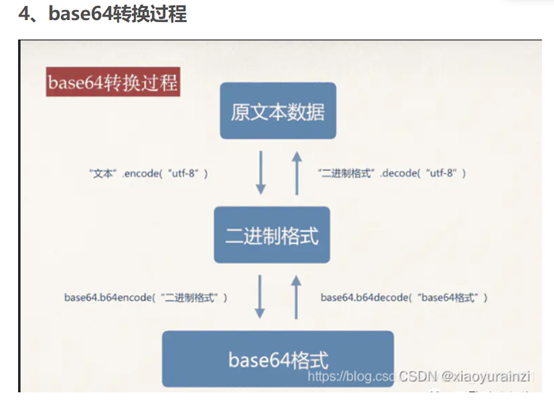 4、base64转换过程
base64转换过程
原文本数据
“文本”.encode(“utf-8”)
“二进制格式”.decode(“utf-8”)
二进制格式
base64.b64encode(“二进制格式”)
base64.b64decode(“base64格式”)
base64格式
https://blog.csd CSDN @xiaoyurainzi